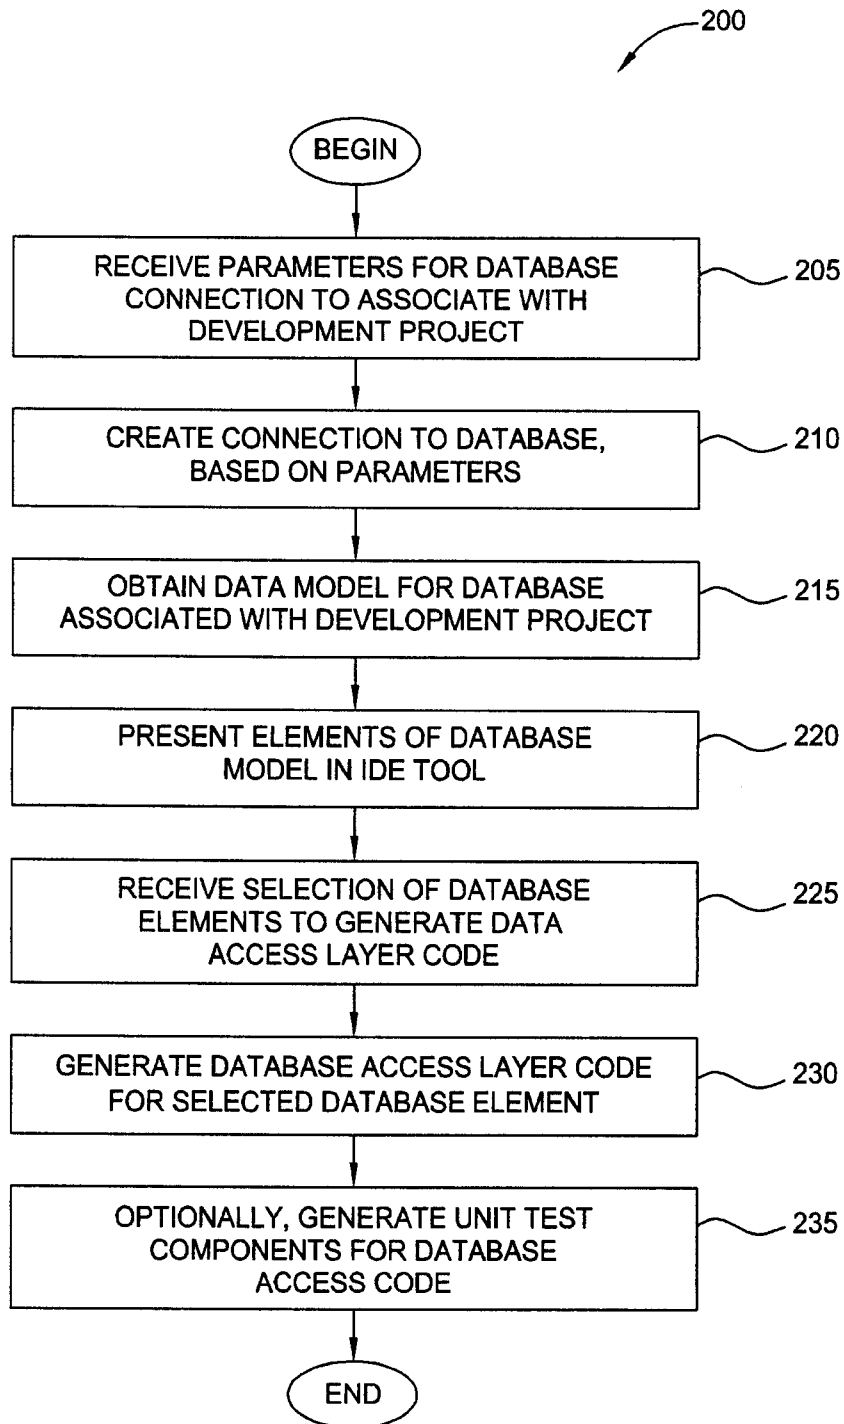 200
BEGIN
RECEIVE PARAMETERS FOR DATABASE
CONNECTION TO ASSOCIATE WITH
DEVELOPMENT PROJECT
205
CREATE CONNECTION TO DATABASE,
BASED ON PARAMETERS
210
OBTAIN DATA MODEL FOR DATABASE
ASSOCIATED WITH DEVELOPMENT PROJECT
215
PRESENT ELEMENTS OF DATABASE
MODEL IN IDE TOOL
220
RECEIVE SELECTION OF DATABASE
ELEMENTS TO GENERATE DATA
ACCESS LAYER CODE
225
GENERATE DATABASE ACCESS LAYER CODE
FOR SELECTED DATABASE ELEMENT
230
OPTIONALLY, GENERATE UNIT TEST
COMPONENTS FOR DATABASE
ACCESS CODE
235
END